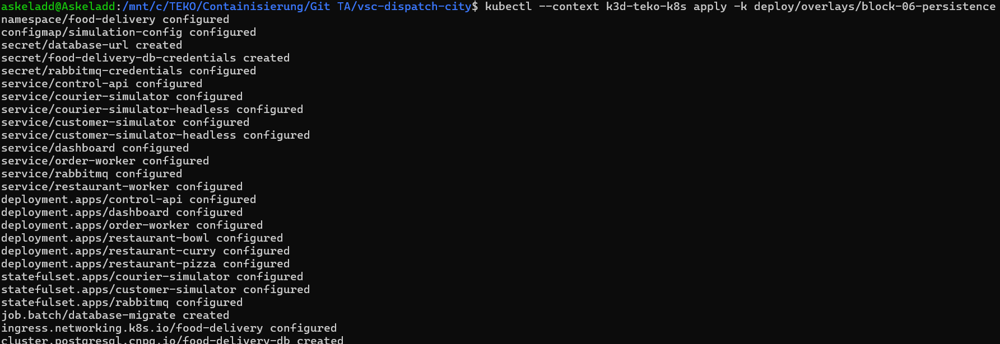 askeladd@Askeladd:/mnt/c/TEKO/Containisierung/Git TA/vsc-dispatch-city$ kubectl --context k3d-teko-k8s apply -k deploy/overlays/block-06-persistence
namespace/food-delivery configured
configmap/simulation-config configured
secret/database-url created
secret/food-delivery-db-credentials created
secret/rabbitmq-credentials configured
service/control-api configured
service/courier-simulator configured
service/courier-simulator-headless configured
service/customer-simulator configured
service/customer-simulator-headless configured
service/dashboard configured
service/order-worker configured
service/rabbitmq configured
service/restaurant-worker configured
deployment.apps/control-api configured
deployment.apps/dashboard configured
deployment.apps/order-worker configured
deployment.apps/restaurant-bowl configured
deployment.apps/restaurant-curry configured
deployment.apps/restaurant-pizza configured
statefulset.apps/courier-simulator configured
statefulset.apps/customer-simulator configured
statefulset.apps/rabbitmq configured
job.batch/database-migrate created
ingress.networking.k8s.io/food-delivery configured
cluster.postgresql.cnpg.io/food-delivery-db created